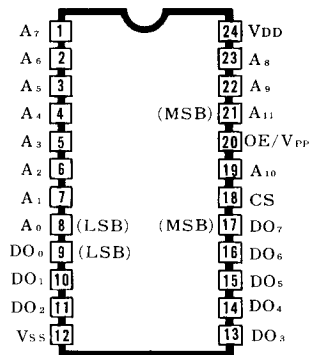 A₇ 1 24 VDD
A₆ 2 23 A₈
A₅ 3 22 A₉
A₄ 4 (MSB) 21 A₁₁
A₃ 5 20 OE/VPP
A₂ 6 19 A₁₀
A₁ 7 18 CS
A₀ 8 (LSB) (MSB) 17 DO₇
DO₀ 9 (LSB) 16 DO₆
DO₁ 10 15 DO₅
DO₂ 11 14 DO₄
VSS 12 13 DO₃